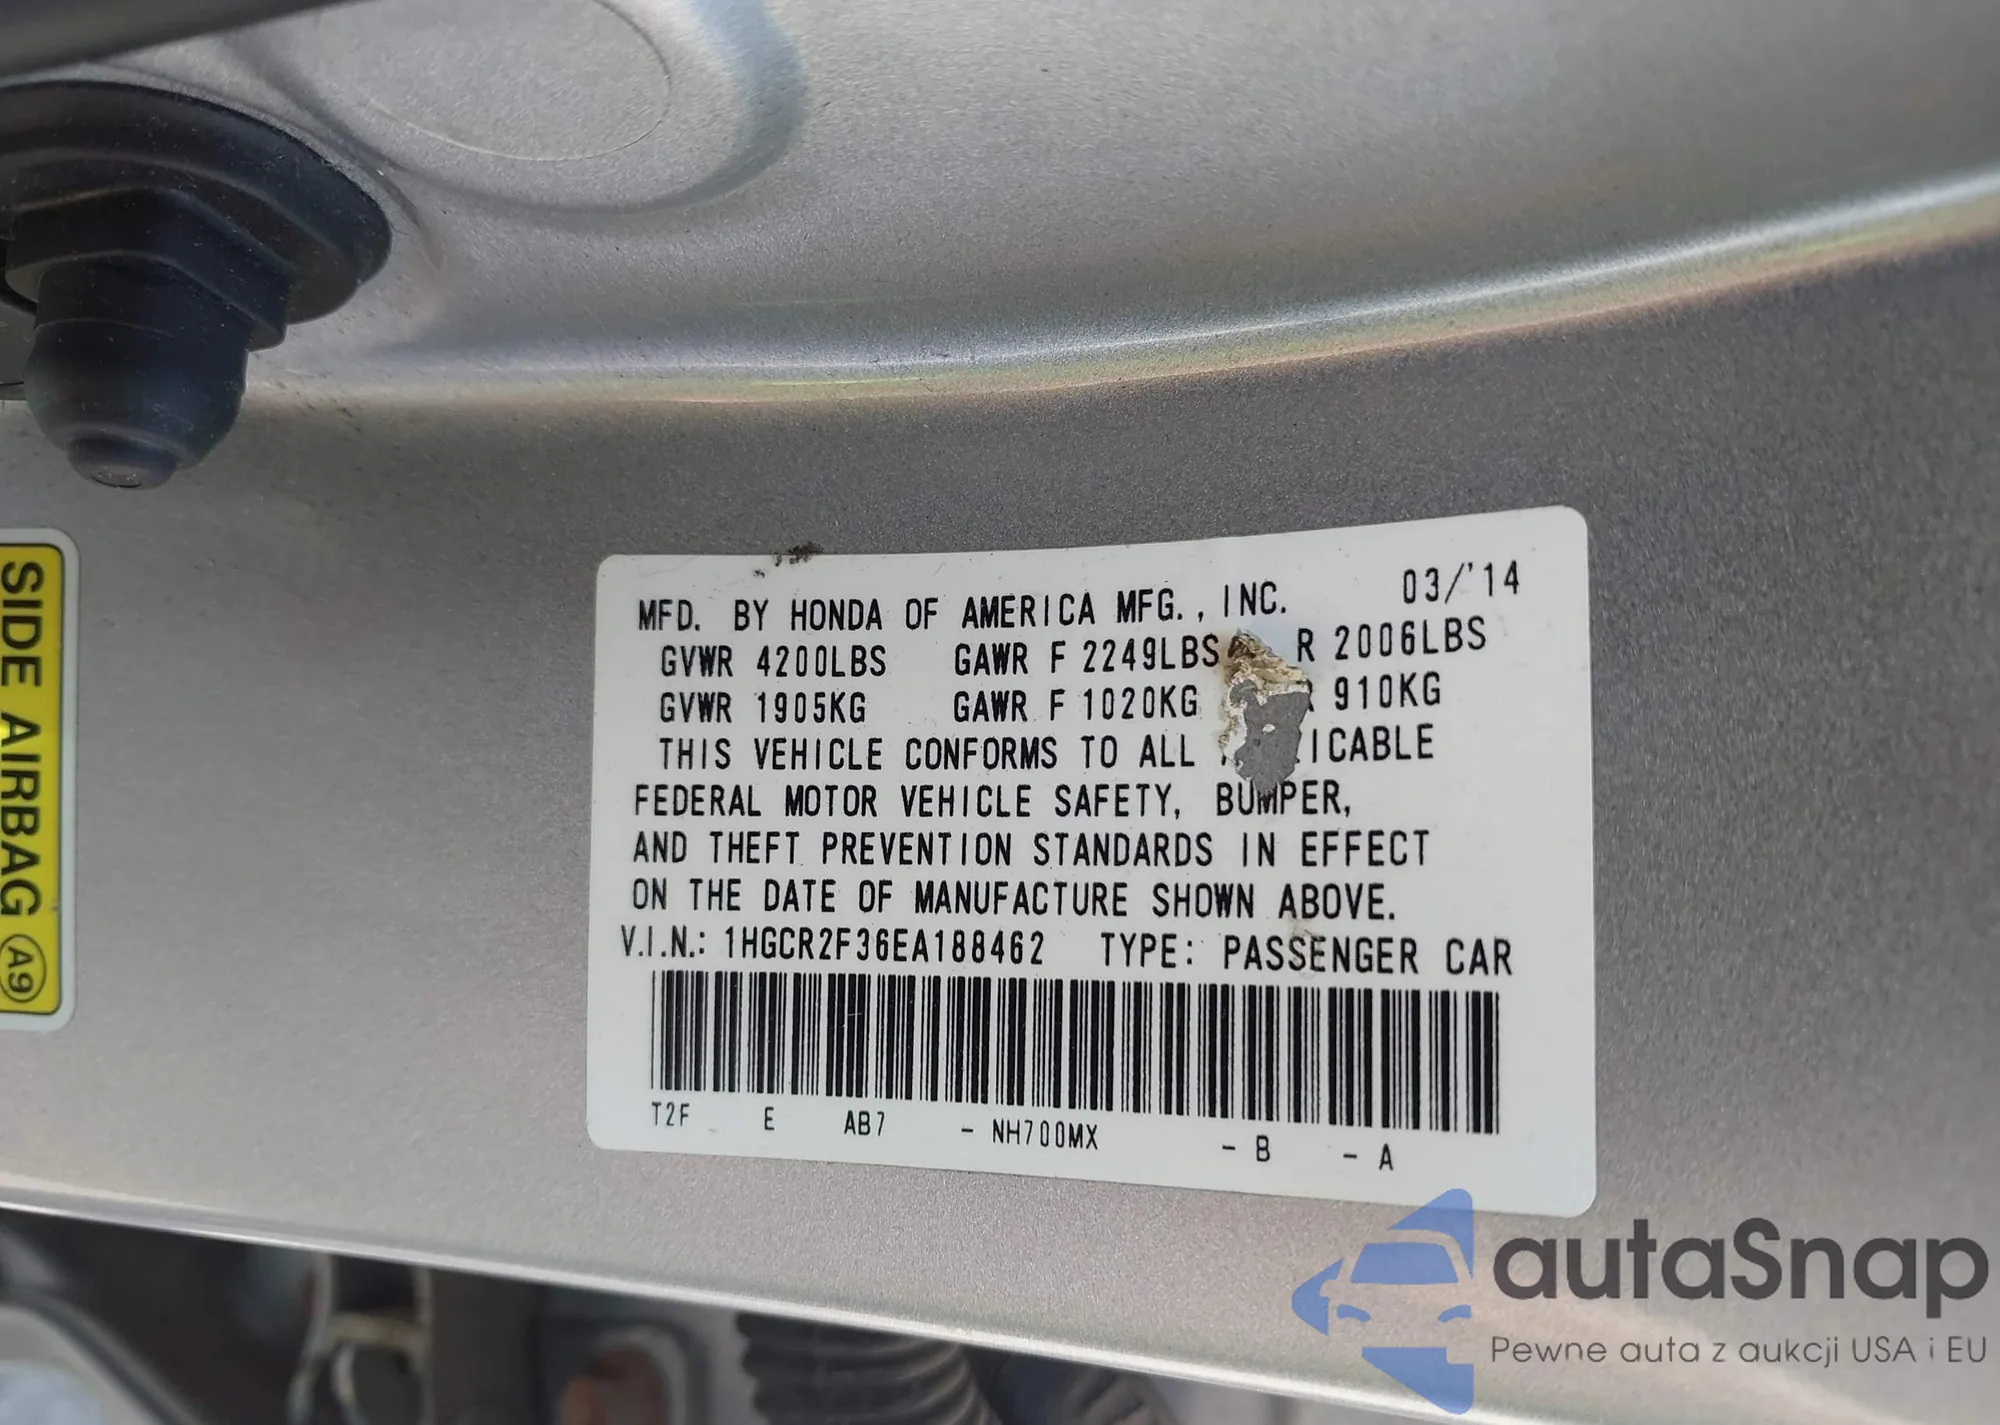 SIDE AIRBAG A9
MFD. BY HONDA OF AMERICA MFG., INC. 03/'14
GVWR 4200LBS GAWR F 2249LBS R 2006LBS
GVWR 1905KG GAWR F 1020KG 910KG
THIS VEHICLE CONFORMS TO ALL
FEDERAL MOTOR VEHICLE SAFETY, BUMPER,
AND THEFT PREVENTION STANDARDS IN EFFECT
ON THE DATE OF MANUFACTURE SHOWN ABOVE.
V.I.N.: 1HGCR2F36EA188462 TYPE: PASSENGER CAR
T2F E AB7 - NH700MX - B - A
autaSnap
Pewne auta z aukcji USA i EU